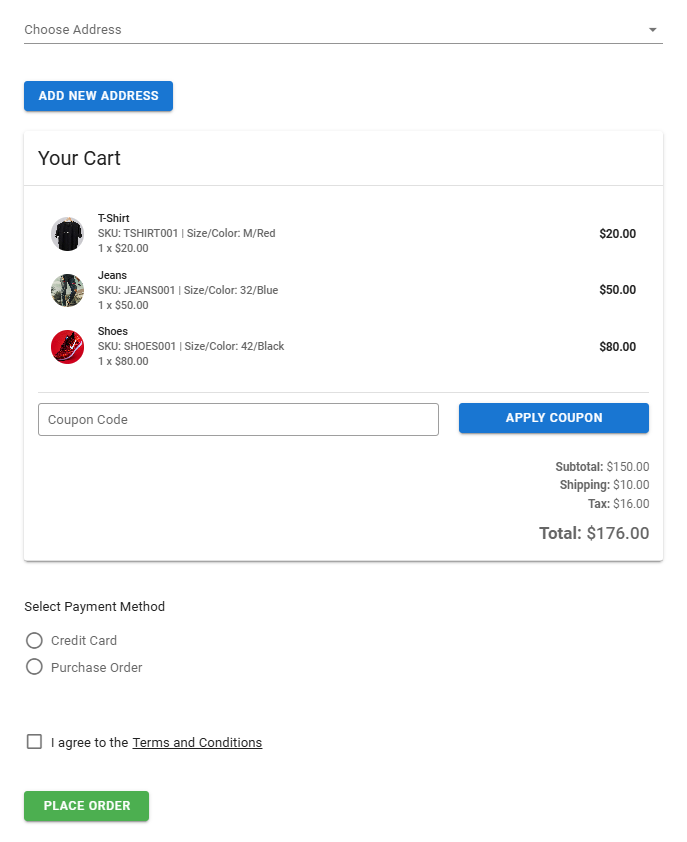 Choose Address
ADD NEW ADDRESS
Your Cart
T-Shirt
SKU: TSHIRT001 | Size/Color: M/Red
1 x $20.00
$20.00
Jeans
SKU: JEANS001 | Size/Color: 32/Blue
1 x $50.00
$50.00
Shoes
SKU: SHOES001 | Size/Color: 42/Black
1 x $80.00
$80.00
Coupon Code
APPLY COUPON
Subtotal: $150.00
Shipping: $10.00
Tax: $16.00
Total: $176.00
Select Payment Method
Credit Card
Purchase Order
I agree to the Terms and Conditions
PLACE ORDER